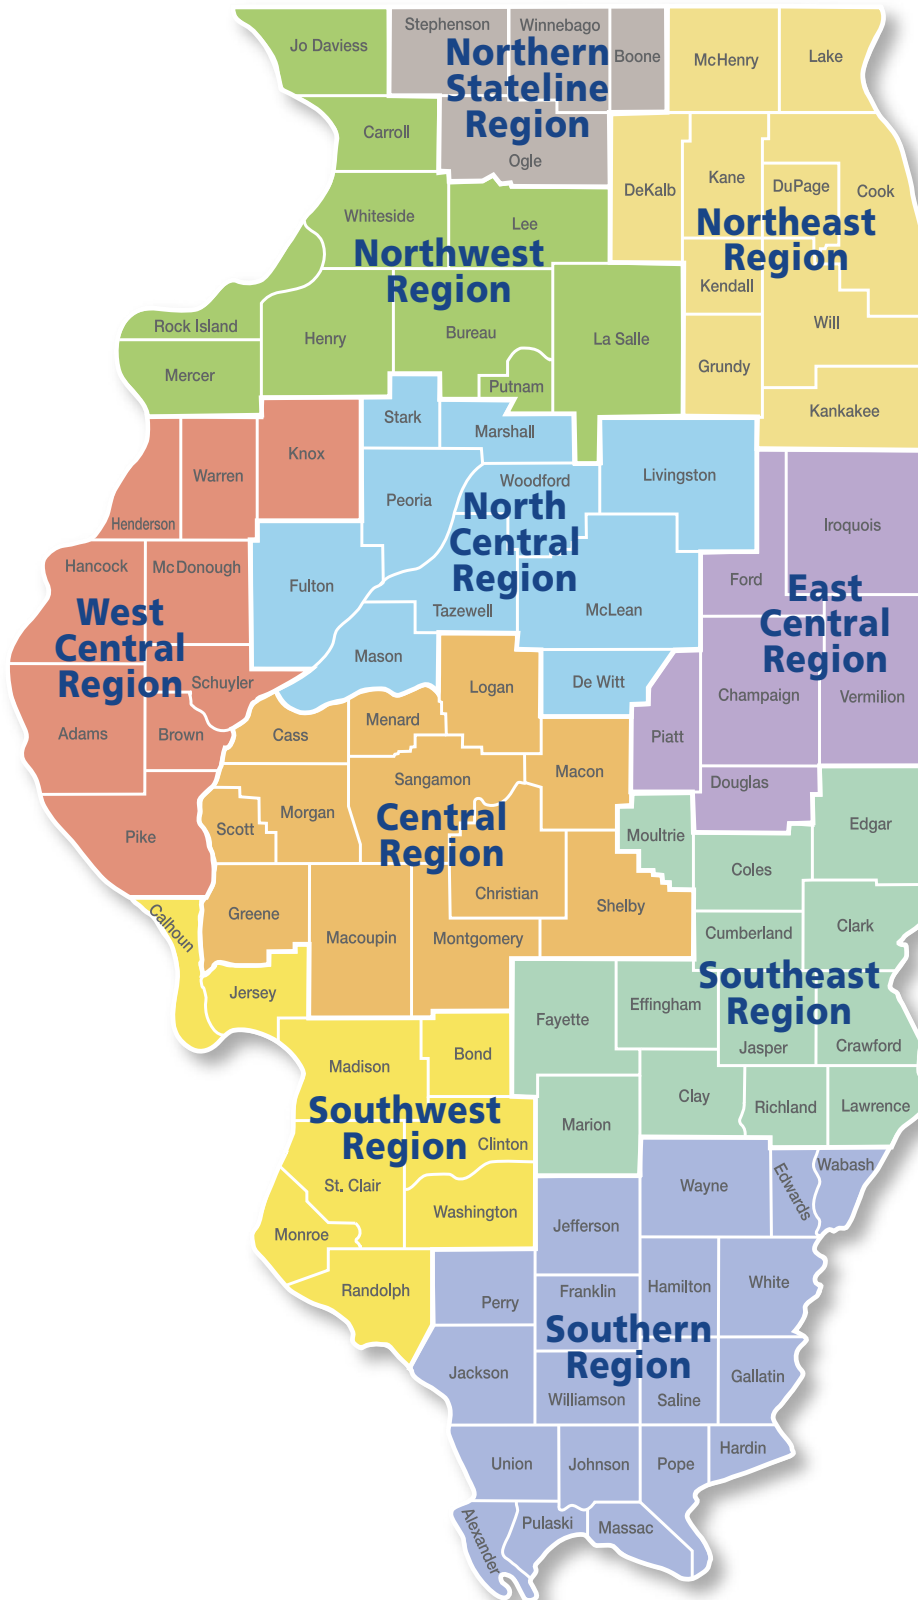 Stephenson
Winnebago
Jo Daviess
Northern
Stateline
Region
Boone
McHenry
Lake
Carroll
Ogle
DeKalb
Kane
DuPage
Cook
Whiteside
Lee
Northwest
Region
Northeast
Region
Kendall
Rock Island
Henry
Bureau
La Salle
Will
Mercer
Putnam
Grundy
Kankakee
Stark
Marshall
Knox
Warren
Henderson
Peoria
Woodford
Livingston
North
Central
Region
Iroquois
Hancock
McDonough
Fulton
Tazewell
McLean
Ford
East
Central
Region
West
Central
Region
Mason
Schuyler
Logan
De Witt
Champaign
Vermilion
Adams
Brown
Cass
Menard
Piatt
Sangamon
Macon
Douglas
Pike
Scott
Morgan
Central
Region
Moultrie
Edgar
Coles
Christian
Shelby
Calhoun
Greene
Macoupin
Montgomery
Cumberland
Clark
Southeast
Region
Jersey
Fayette
Effingham
Jasper
Crawford
Madison
Bond
Clay
Richland
Lawrence
Southwest
Region
Clinton
Marion
St. Clair
Washington
Wayne
Edwards
Wabash
Monroe
Jefferson
Randolph
Perry
Franklin
Hamilton
White
Southern
Region
Jackson
Williamson
Saline
Gallatin
Union
Johnson
Pope
Hardin
Alexander
Pulaski
Massac